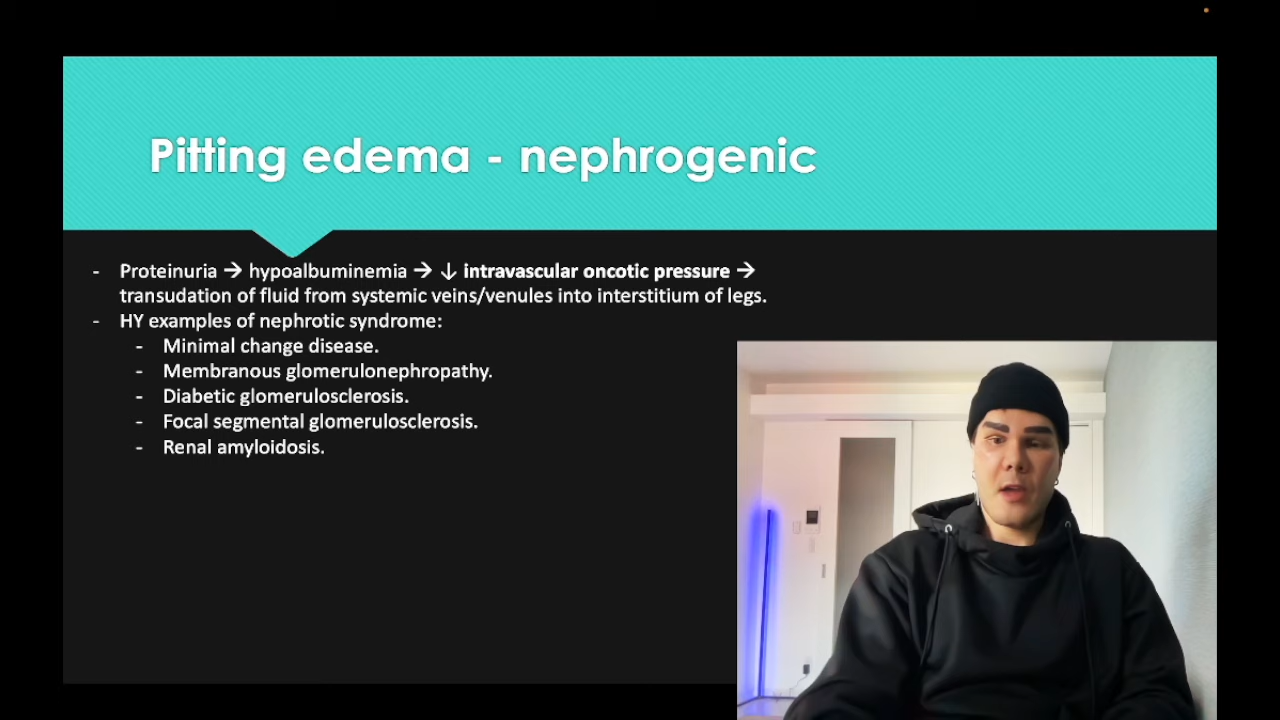 Pitting edema - nephrogenic
- Proteinuria → hypoalbuminemia → ↓ intravascular oncotic pressure →
transudation of fluid from systemic veins/venules into interstitium of legs.
- HY examples of nephrotic syndrome:
- Minimal change disease.
- Membranous glomerulonephropathy.
- Diabetic glomerulosclerosis.
- Focal segmental glomerulosclerosis.
- Renal amyloidosis.